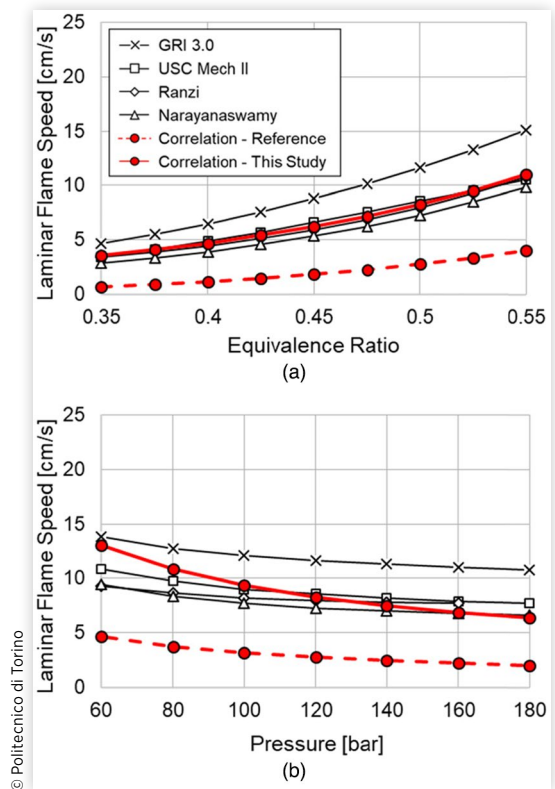 25
20
15
10
5
0
Laminar Flame Speed [cm/s]
GRI 3.0
USC Mech II
Ranzi
Narayanaswamy
Correlation - Reference
Correlation - This Study
0.35 0.4 0.45 0.5 0.55
Equivalence Ratio
(a)
25
20
15
10
5
0
Laminar Flame Speed [cm/s]
60 80 100 120 140 160 180
Pressure [bar]
(b)
© Politecnico di Torino